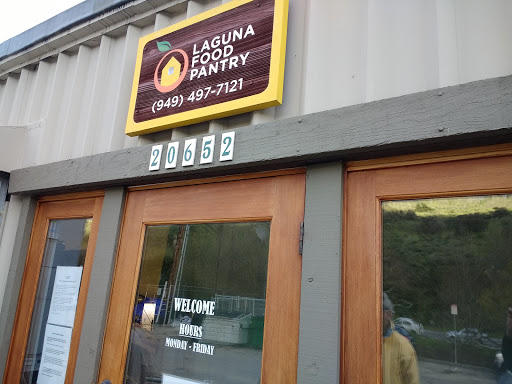 LAGUNA
FOOD
PANTRY
(949) 497-7121
20652
WELCOME
HOURS
MONDAY - FRIDAY